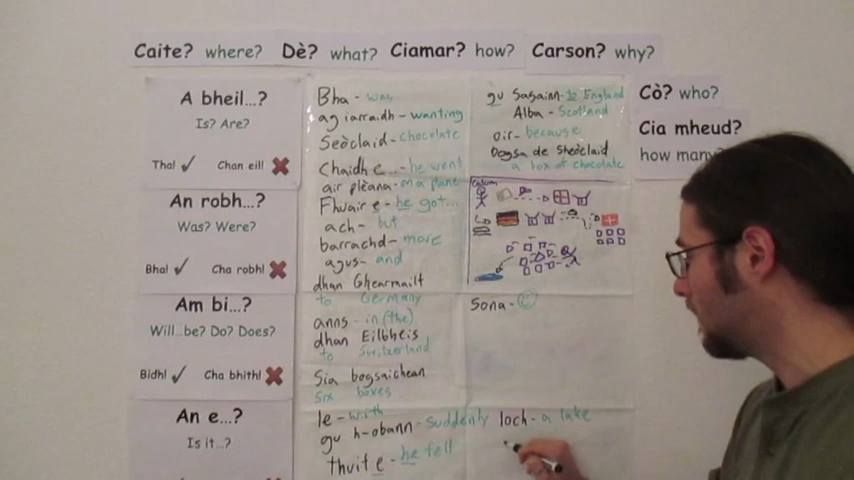 Caite? where? Dè? what? Ciamar? how? Carson? why?
Cò? who?
Cia mheud?
how many?
A bheil...?
Is? Are?
Tha! ✓ Chan eil! ✗
An robh...?
Was? Were?
Bha! ✓ Cha robh! ✗
Am bi...?
Will...be? Do? Does?
Bidh! ✓ Cha bhith! ✗
An e...?
Is it...?
Bha - was
ag iarraidh - wanting
Seòclaid - chocolate
Chaidh e... - he went
air plèana - on a plane
Fhuair e - he got...
ach - but
barrachd - more
agus - and
dhan Ghearmailt
to Germany
anns - in (the)
dhan Eilbheis
to Switzerland
Sia bogsaichean
six boxes
le - with
gu h-obann - suddenly
thuit e - he fell
gu Sasainn - to England
Alba - Scotland
oir - because
Bogsa de Sheòclaid
a box of chocolate
Sona - ☺
loch - a lake